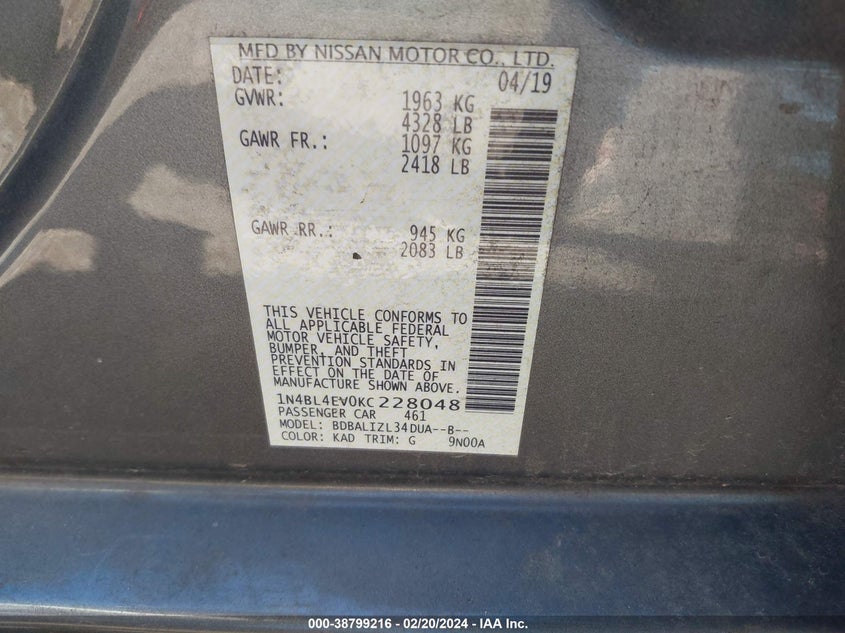 MFD BY NISSAN MOTOR CO., LTD.
DATE: 04/19
GVWR: 1963 KG
4328 LB
GAWR FR.: 1097 KG
2418 LB
GAWR RR.: 945 KG
2083 LB
THIS VEHICLE CONFORMS TO
ALL APPLICABLE FEDERAL
MOTOR VEHICLE SAFETY,
BUMPER, AND THEFT
PREVENTION STANDARDS IN
EFFECT ON THE DATE OF
MANUFACTURE SHOWN ABOVE.
1N4BL4EV0KC228048
PASSENGER CAR 461
MODEL: BDBALIZL34DUA--B--
COLOR: KAD TRIM: G 9N00A
000-38799216 - 02/20/2024 - IAA Inc.